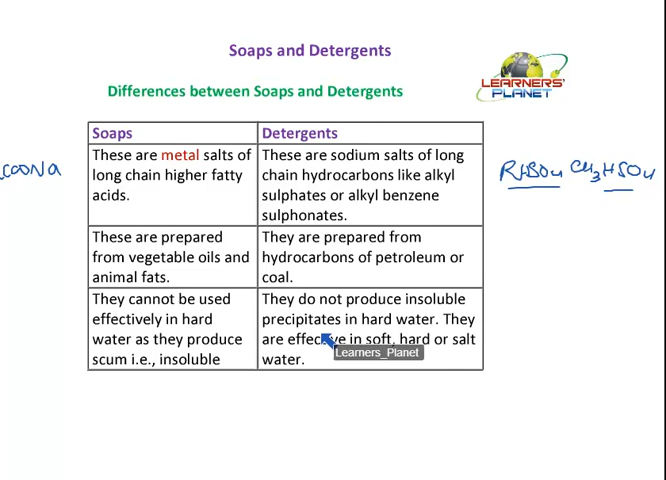 Soaps and Detergents
LEARNERS'
PLANET
Differences between Soaps and Detergents
Soaps
Detergents
These are metal salts of
long chain higher fatty
acids.
These are sodium salts of long
chain hydrocarbons like alkyl
sulphates or alkyl benzene
sulphonates.
COONa
RHSO4 CH3HSO4
These are prepared
from vegetable oils and
animal fats.
They are prepared from
hydrocarbons of petroleum or
coal.
They cannot be used
effectively in hard
water as they produce
scum i.e., insoluble
They do not produce insoluble
precipitates in hard water. They
are effective in soft, hard or salt
water.
Learners_Planet